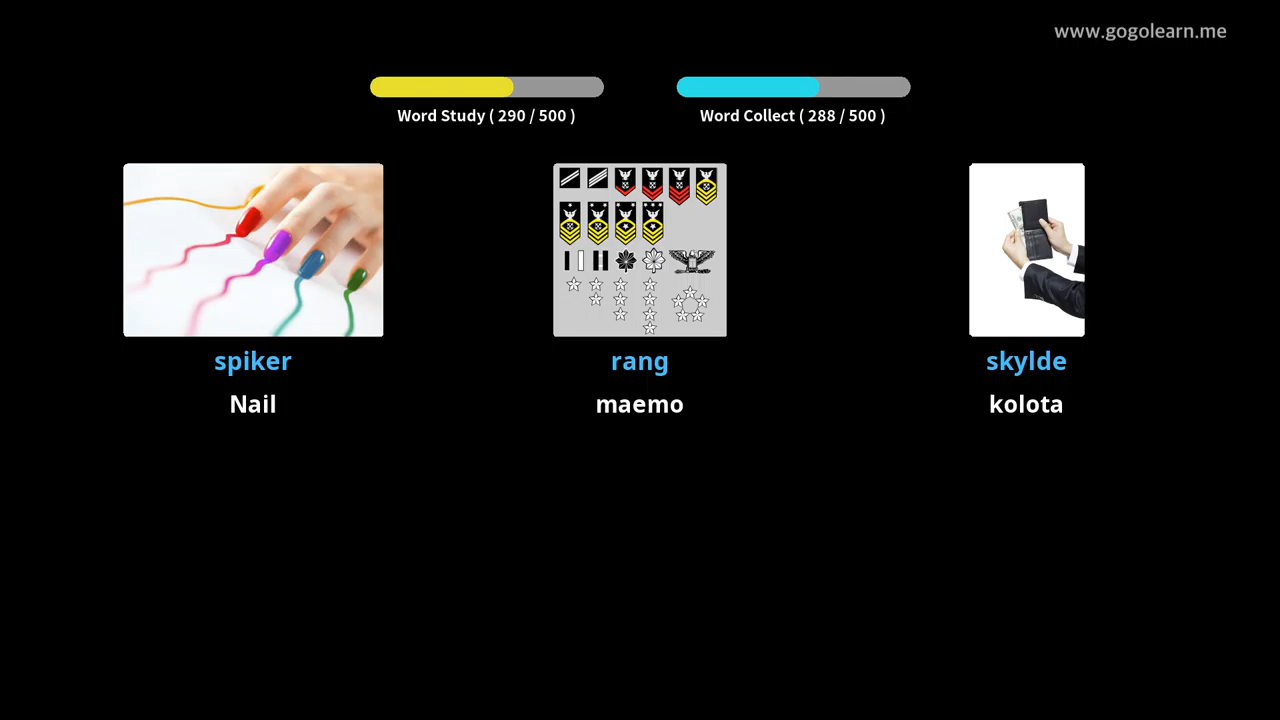 www.gogolearn.me
Word Study ( 290 / 500 )
Word Collect ( 288 / 500 )
spiker
rang
skylde
Nail
maemo
kolota